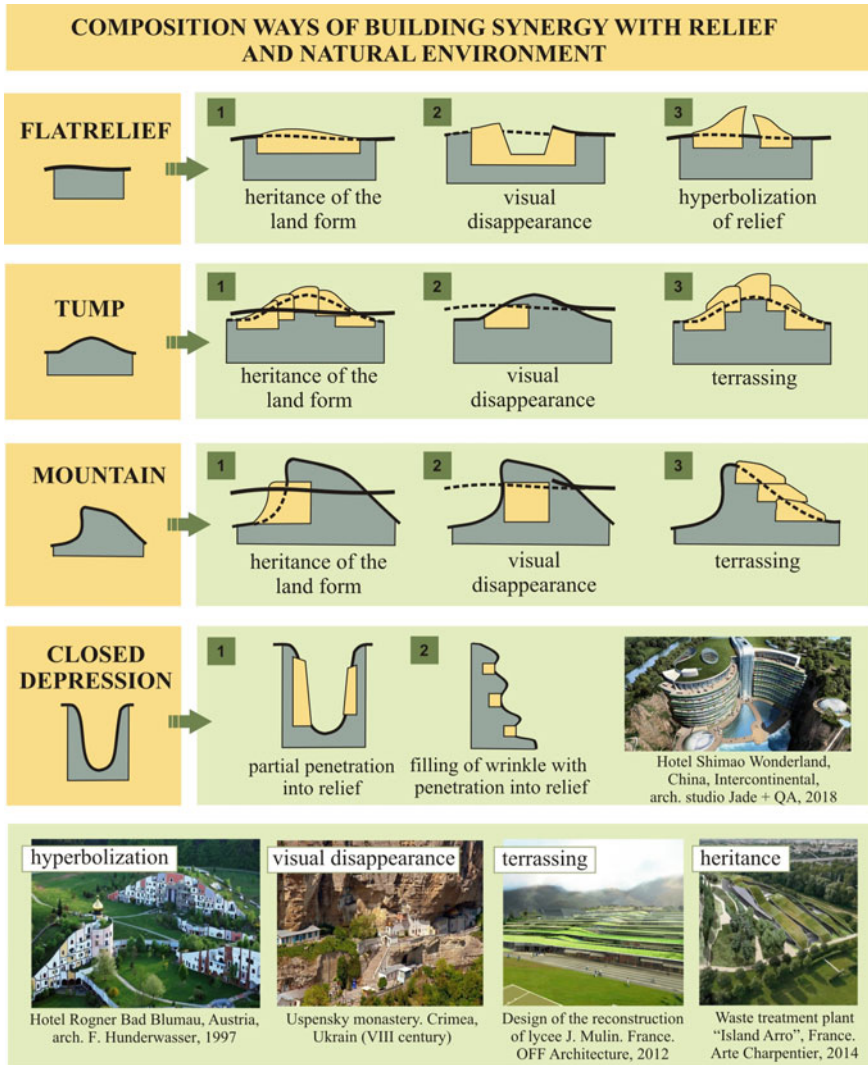 COMPOSITION WAYS OF BUILDING SYNERGY WITH RELIEF
AND NATURAL ENVIRONMENT
FLATRELIEF
1
heritance of the
land form
2
visual
disappearance
3
hyperbolization
of relief
TUMP
1
heritance of the
land form
2
visual
disappearance
3
terrassing
MOUNTAIN
1
heritance of the
land form
2
visual
disappearance
3
terrassing
CLOSED
DEPRESSION
1
partial penetration
into relief
2
filling of wrinkle with
penetration into relief
Hotel Shimao Wonderland,
China, Intercontinental,
arch. studio Jade + QA, 2018
hyperbolization
Hotel Rogner Bad Blumau, Austria,
arch. F. Hunderwasser, 1997
visual disappearance
Uspensky monastery. Crimea,
Ukrain (VIII century)
terrassing
Design of the reconstruction
of lycee J. Mulin. France.
OFF Architecture, 2012
heritance
Waste treatment plant
“Island Arro”, France.
Arte Charpentier, 2014